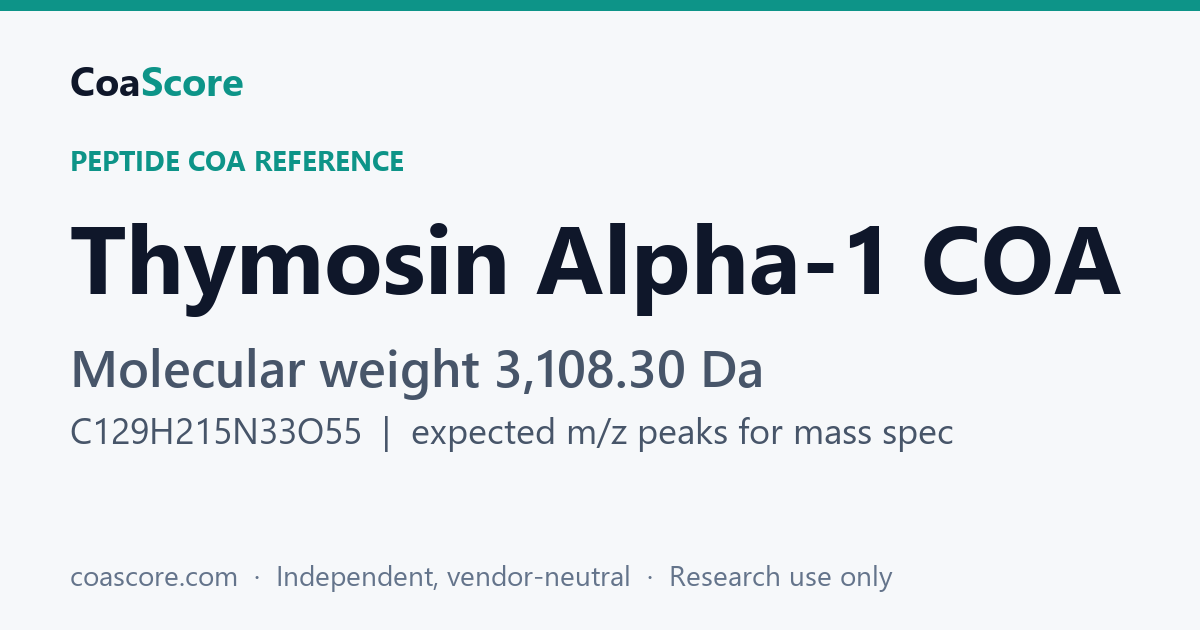 CoaScore
PEPTIDE COA REFERENCE
Thymosin Alpha-1 COA
Molecular weight 3,108.30 Da
C129H215N33O55 | expected m/z peaks for mass spec
coascore.com · Independent, vendor-neutral · Research use only